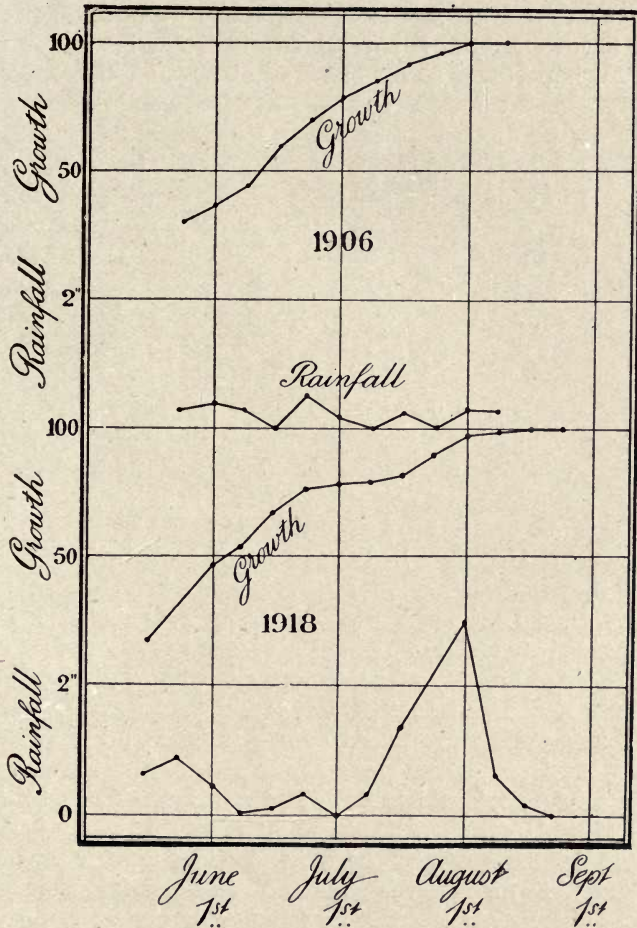 100
Growth
Growth
50
1906
Rainfall
2"
Rainfall
100
Growth
Growth
50
1918
Rainfall
2"
0
June July August Sept
1st 1st 1st 1st